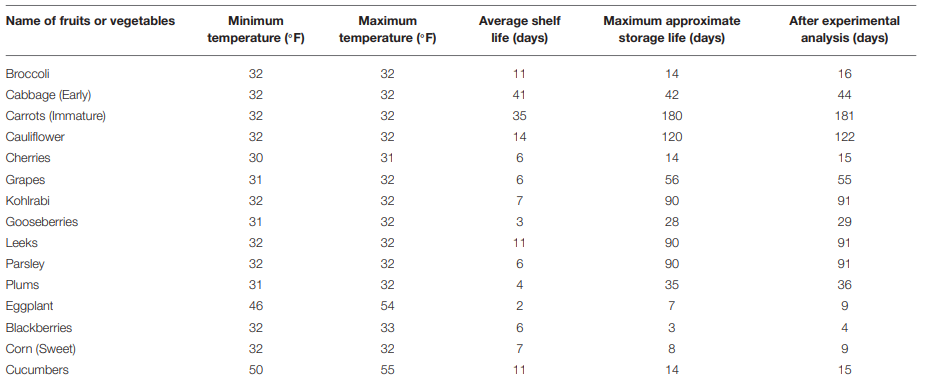 Name of fruits or vegetables Minimum temperature (°F) Maximum temperature (°F) Average shelf life (days) Maximum approximate storage life (days) After experimental analysis (days)
Broccoli 32 32 11 14 16
Cabbage (Early) 32 32 41 42 44
Carrots (Immature) 32 32 35 180 181
Cauliflower 32 32 14 120 122
Cherries 30 31 6 14 15
Grapes 31 32 6 56 55
Kohlrabi 32 32 7 90 91
Gooseberries 31 32 3 28 29
Leeks 32 32 11 90 91
Parsley 32 32 6 90 91
Plums 31 32 4 35 36
Eggplant 46 54 2 7 9
Blackberries 32 33 6 3 4
Corn (Sweet) 32 32 7 8 9
Cucumbers 50 55 11 14 15